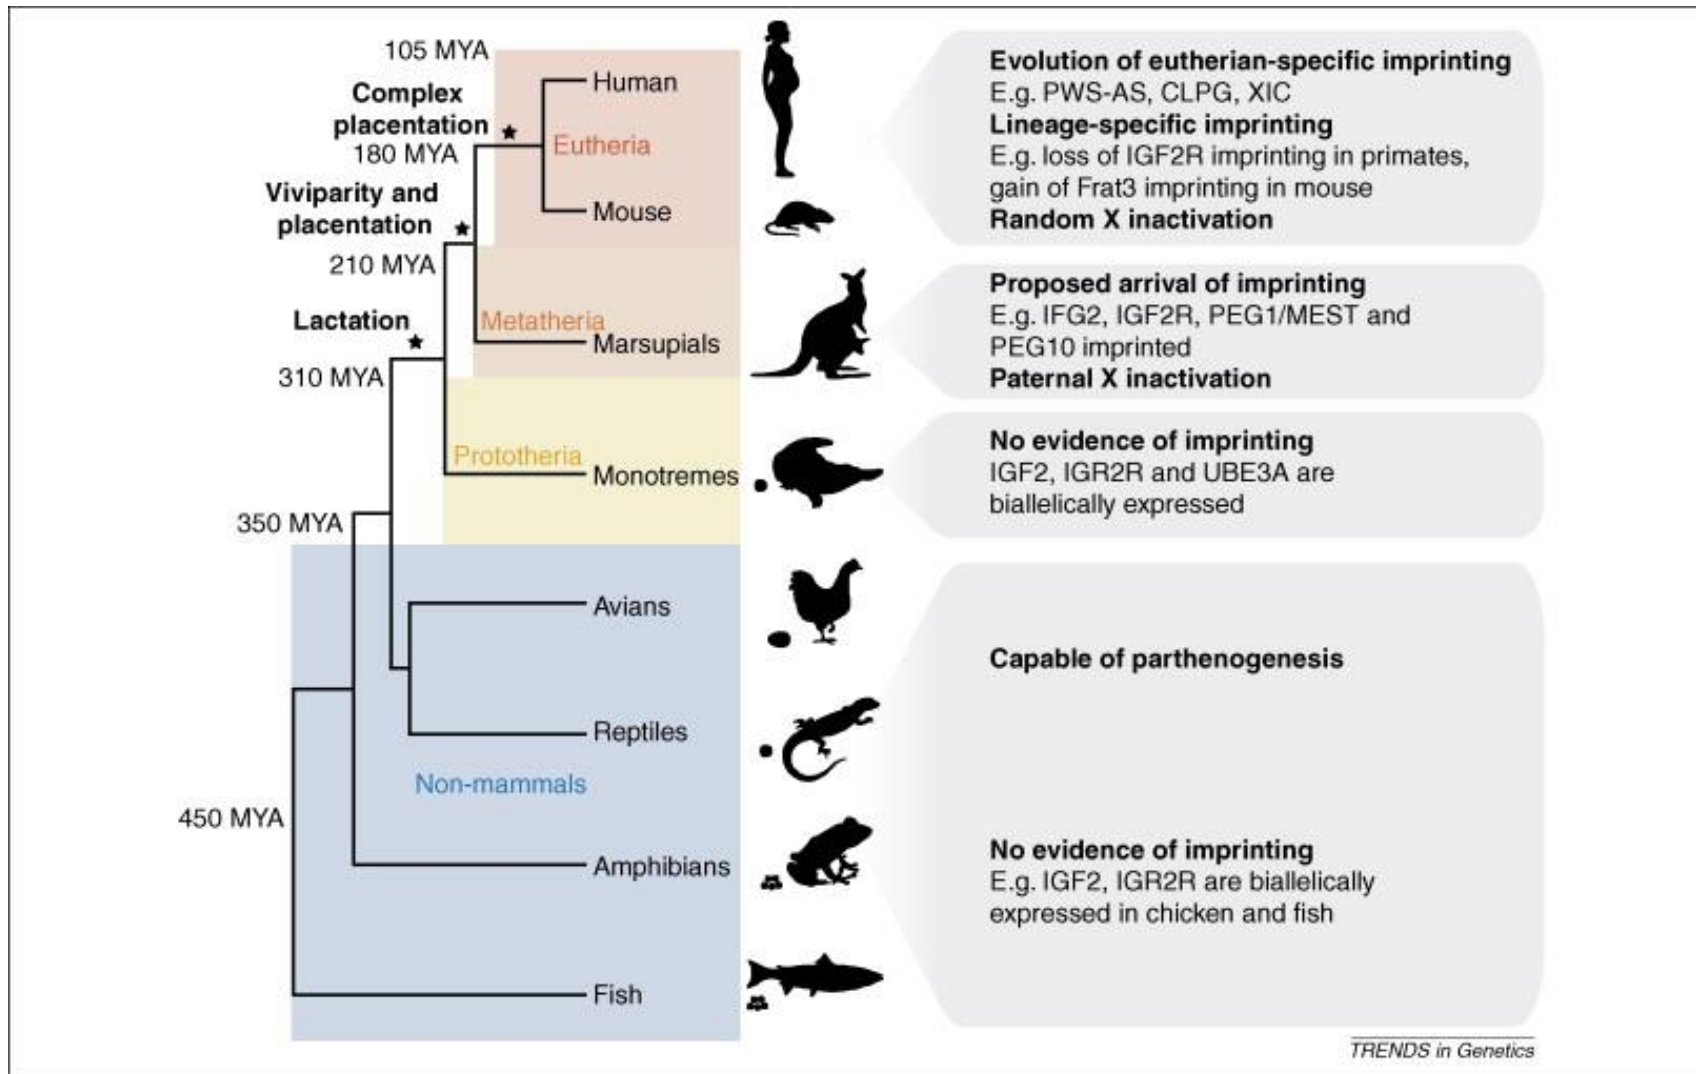 105 MYA
Complex
placentation
180 MYA
Viviparity and
placentation
210 MYA
Lactation
310 MYA
350 MYA
450 MYA
Human
Eutheria
Mouse
Metatheria
Marsupials
Prototheria
Monotremes
Avians
Reptiles
Non-mammals
Amphibians
Fish
Evolution of eutherian-specific imprinting
E.g. PWS-AS, CLPG, XIC
Lineage-specific imprinting
E.g. loss of IGF2R imprinting in primates,
gain of Frat3 imprinting in mouse
Random X inactivation
Proposed arrival of imprinting
E.g. IFG2, IGF2R, PEG1/MEST and
PEG10 imprinted
Paternal X inactivation
No evidence of imprinting
IGF2, IGR2R and UBE3A are
biallelically expressed
Capable of parthenogenesis
No evidence of imprinting
E.g. IGF2, IGR2R are biallelically
expressed in chicken and fish
TRENDS in Genetics